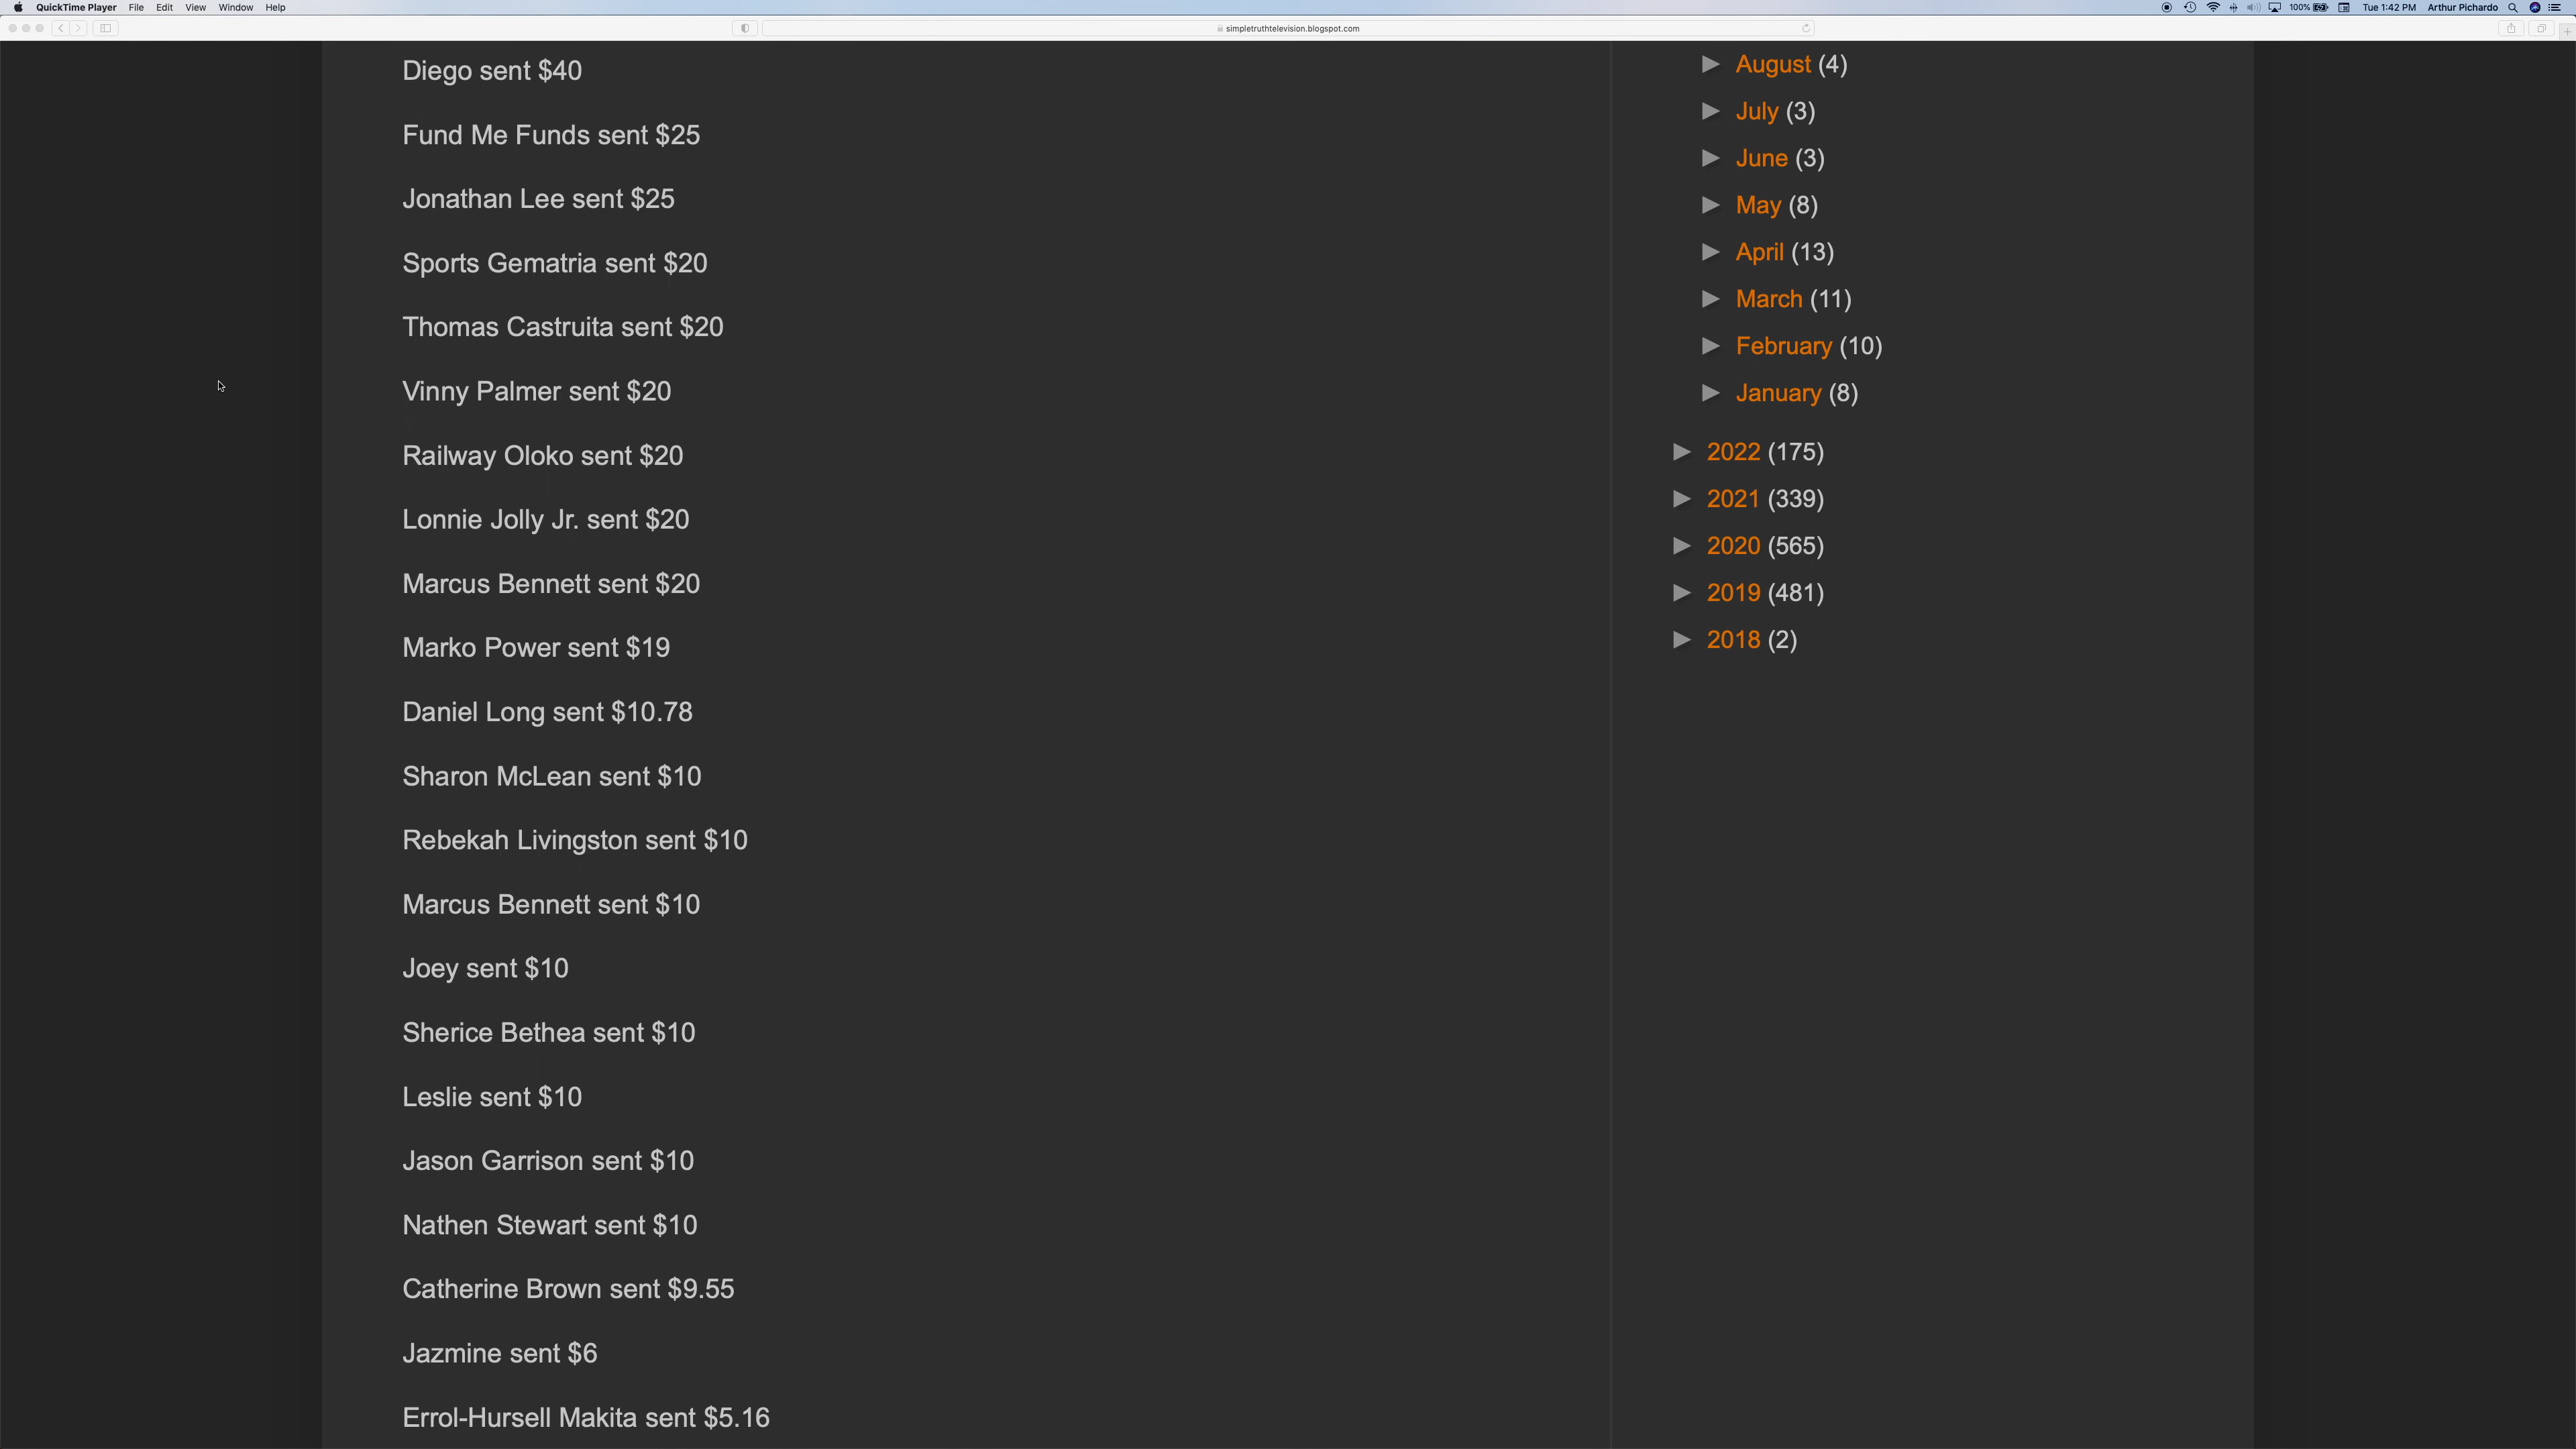 QuickTime Player File Edit View Window Help
100% Tue 1:42 PM Arthur Pichardo
simpletruthtelevision.blogspot.com
Diego sent $40
Fund Me Funds sent $25
Jonathan Lee sent $25
Sports Gematria sent $20
Thomas Castruita sent $20
Vinny Palmer sent $20
Railway Oloko sent $20
Lonnie Jolly Jr. sent $20
Marcus Bennett sent $20
Marko Power sent $19
Daniel Long sent $10.78
Sharon McLean sent $10
Rebekah Livingston sent $10
Marcus Bennett sent $10
Joey sent $10
Sherice Bethea sent $10
Leslie sent $10
Jason Garrison sent $10
Nathen Stewart sent $10
Catherine Brown sent $9.55
Jazmine sent $6
Errol-Hursell Makita sent $5.16
August (4)
July (3)
June (3)
May (8)
April (13)
March (11)
February (10)
January (8)
2022 (175)
2021 (339)
2020 (565)
2019 (481)
2018 (2)